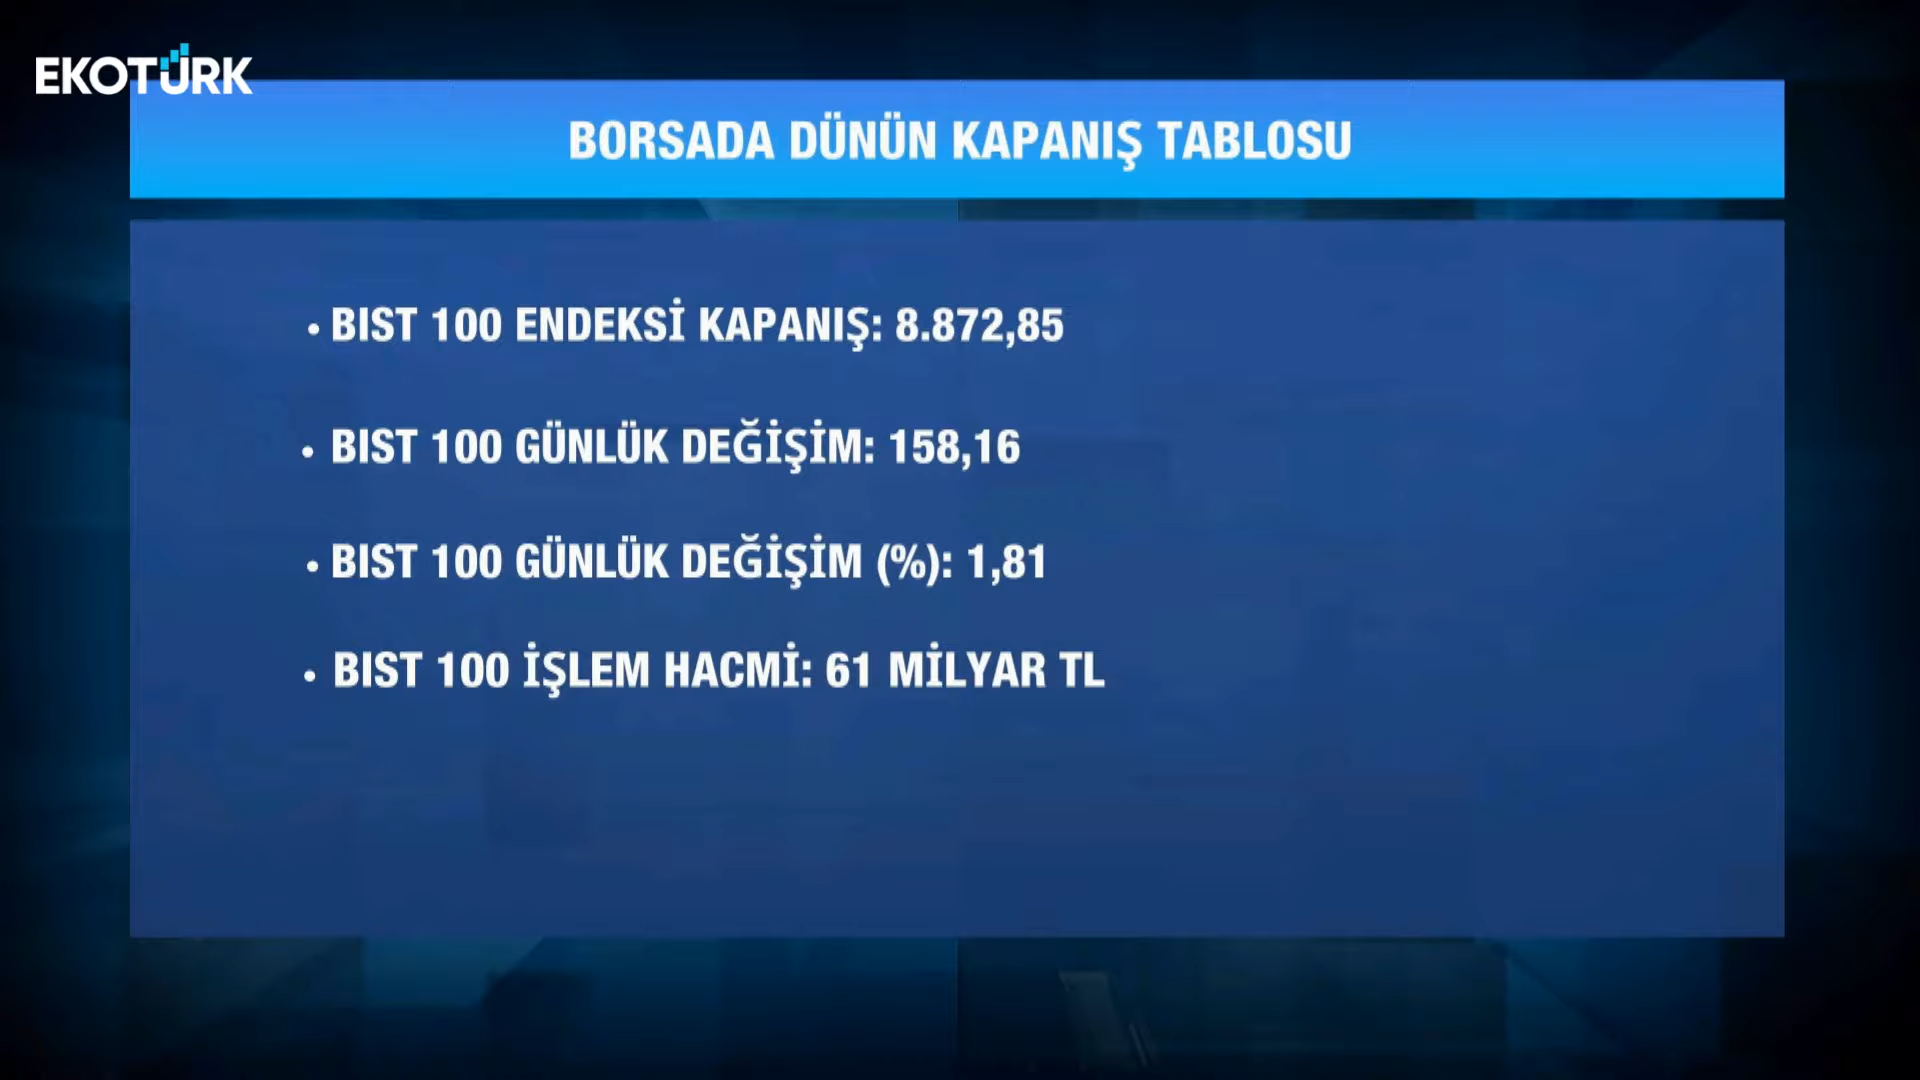 EKOTÜRK
BORSADA DÜNÜN KAPANIŞ TABLOSU
• BIST 100 ENDEKSİ KAPANIŞ: 8.872,85
• BIST 100 GÜNLÜK DEĞİŞİM: 158,16
• BIST 100 GÜNLÜK DEĞİŞİM (%): 1,81
• BIST 100 İŞLEM HACMİ: 61 MİLYAR TL